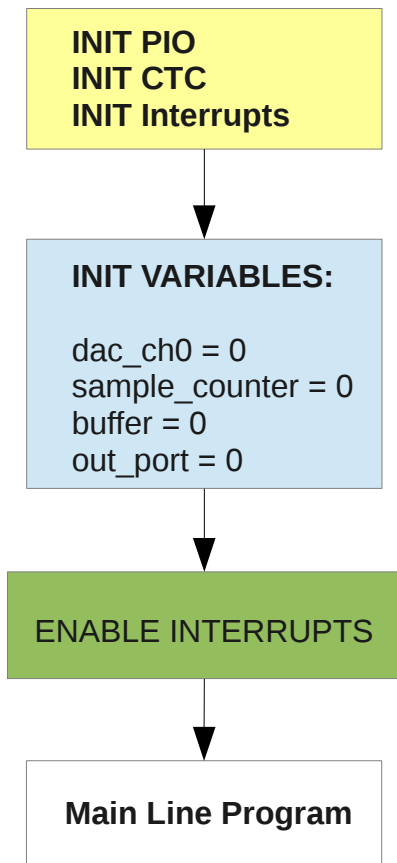 INIT PIO
INIT CTC
INIT Interrupts
INIT VARIABLES:
dac_ch0 = 0
sample_counter = 0
buffer = 0
out_port = 0
ENABLE INTERRUPTS
Main Line Program